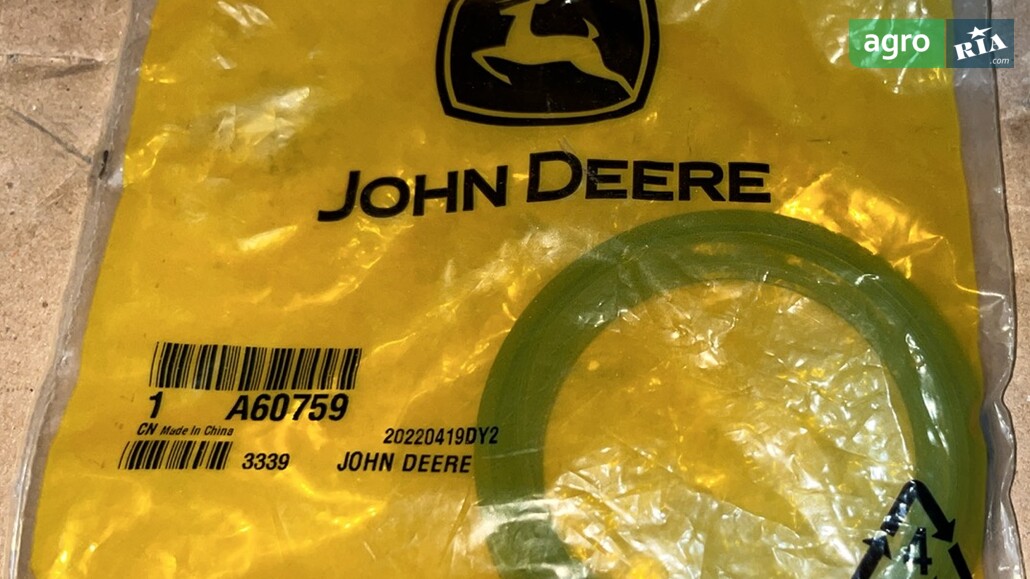 agro RIA .com
JOHN DEERE
1 A60759
CN Made In China
20220419DY2
3339 JOHN DEERE
4